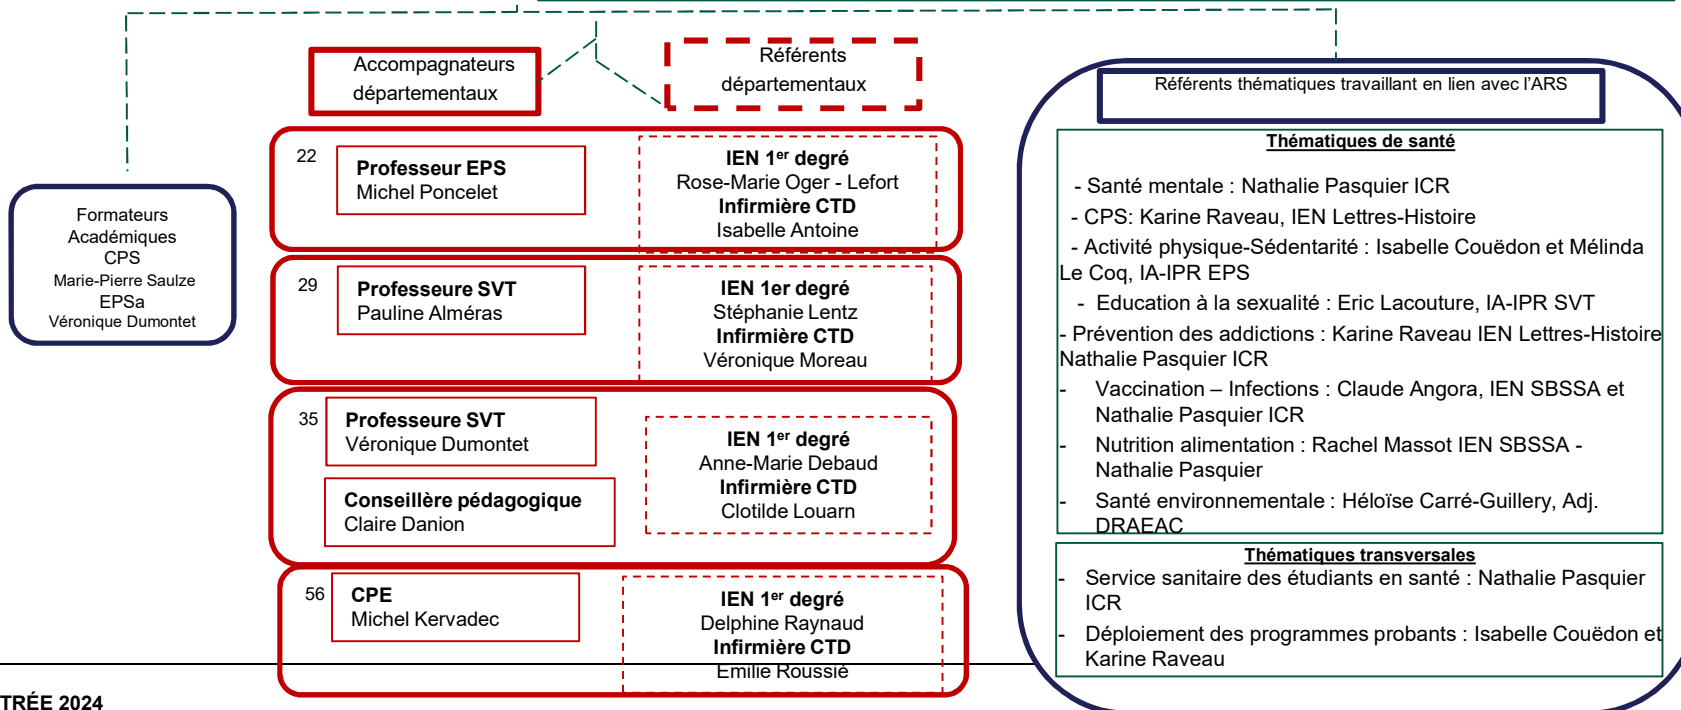 Accompagnateurs
départementaux
Référents
départementaux
Référents thématiques travaillant en lien avec l'ARS
Formateurs
Académiques
CPS
Marie-Pierre Saulze
EPSa
Véronique Dumontet
22
Professeur EPS
Michel Poncelet
IEN 1er degré
Rose-Marie Oger - Lefort
Infirmière CTD
Isabelle Antoine
29
Professeure SVT
Pauline Alméras
IEN 1er degré
Stéphanie Lentz
Infirmière CTD
Véronique Moreau
35
Professeure SVT
Véronique Dumontet
Conseillère pédagogique
Claire Danion
IEN 1er degré
Anne-Marie Debaud
Infirmière CTD
Clotilde Louarn
56
CPE
Michel Kervadec
IEN 1er degré
Delphine Raynaud
Infirmière CTD
Emilie Roussié
Thématiques de santé
- Santé mentale : Nathalie Pasquier ICR
- CPS: Karine Raveau, IEN Lettres-Histoire
- Activité physique-Sédentarité : Isabelle Couëdon et Mélinda
Le Coq, IA-IPR EPS
- Education à la sexualité : Eric Lacouture, IA-IPR SVT
- Prévention des addictions : Karine Raveau IEN Lettres-Histoire
Nathalie Pasquier ICR
- Vaccination – Infections : Claude Angora, IEN SBSSA et
Nathalie Pasquier ICR
- Nutrition alimentation : Rachel Massot IEN SBSSA -
Nathalie Pasquier
- Santé environnementale : Héloïse Carré-Guillery, Adj.
DRAEAC
Thématiques transversales
- Service sanitaire des étudiants en santé : Nathalie Pasquier
ICR
- Déploiement des programmes probants : Isabelle Couëdon et
Karine Raveau
TRÉE 2024